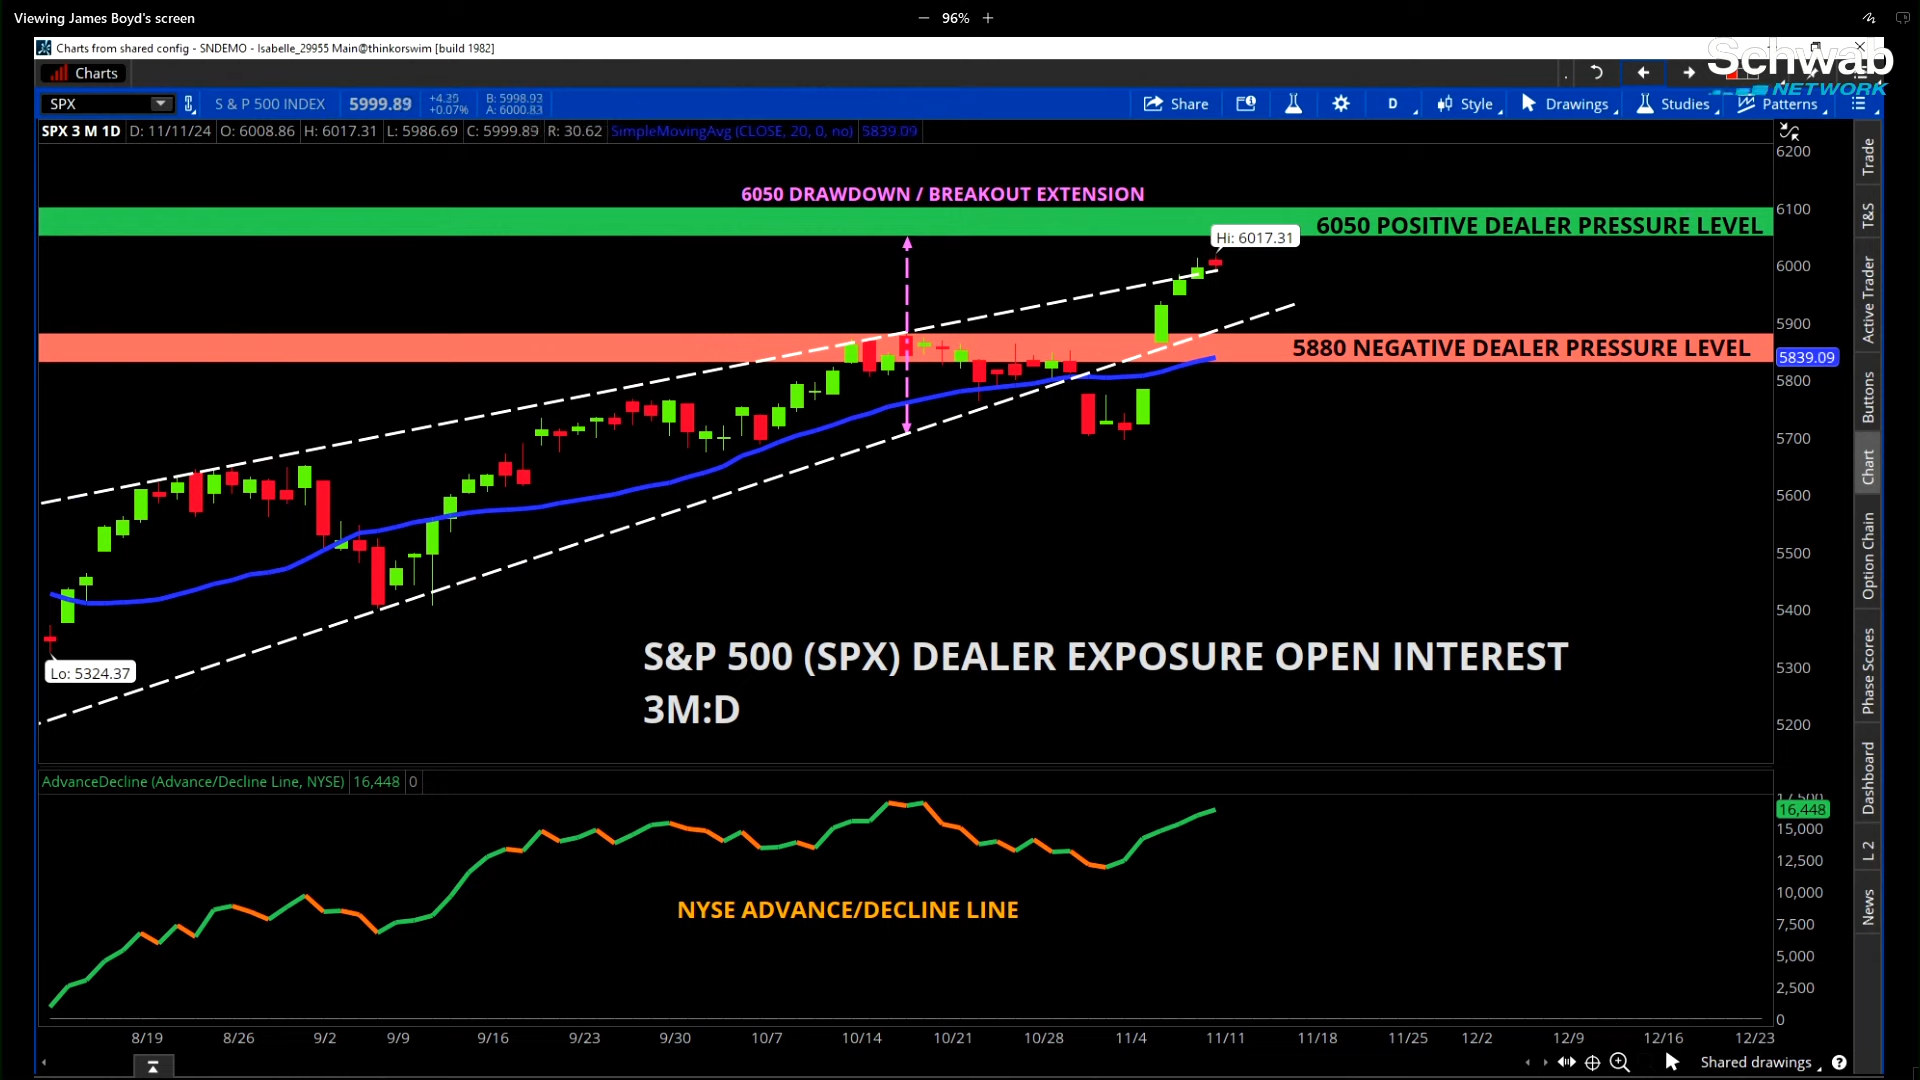 Viewing James Boyd's screen
96%
Charts from shared config - SNDEMO - Isabelle_29955 Main@thinkorswim [build 1982]
Schwab
NETWORK
Charts
SPX
S & P 500 INDEX
5999.89
+4.35
+0.07%
B: 5998.93
A: 6000.83
Share
D
Style
Drawings
Studies
Patterns
SPX 3 M 1D D: 11/11/24 O: 6008.86 H: 6017.31 L: 5986.69 C: 5999.89 R: 30.62 SimpleMovingAvg (CLOSE, 20, 0, no) 5839.09
6200
6050 DRAWDOWN / BREAKOUT EXTENSION
6100
6050 POSITIVE DEALER PRESSURE LEVEL
Hi: 6017.31
6000
5900
5880 NEGATIVE DEALER PRESSURE LEVEL
5839.09
5800
5700
5600
5500
5400
5300
5200
Lo: 5324.37
S&P 500 (SPX) DEALER EXPOSURE OPEN INTEREST
3M:D
AdvanceDecline (Advance/Decline Line, NYSE) 16,448 0
17,500
16,448
15,000
12,500
10,000
7,500
5,000
2,500
0
NYSE ADVANCE/DECLINE LINE
8/19 8/26 9/2 9/9 9/16 9/23 9/30 10/7 10/14 10/21 10/28 11/4 11/11 11/18 11/25 12/2 12/9 12/16 12/23
Shared drawings
Trade
T&S
Active Trader
Buttons
Chart
Option Chain
Phase Scores
Dashboard
L 2
News